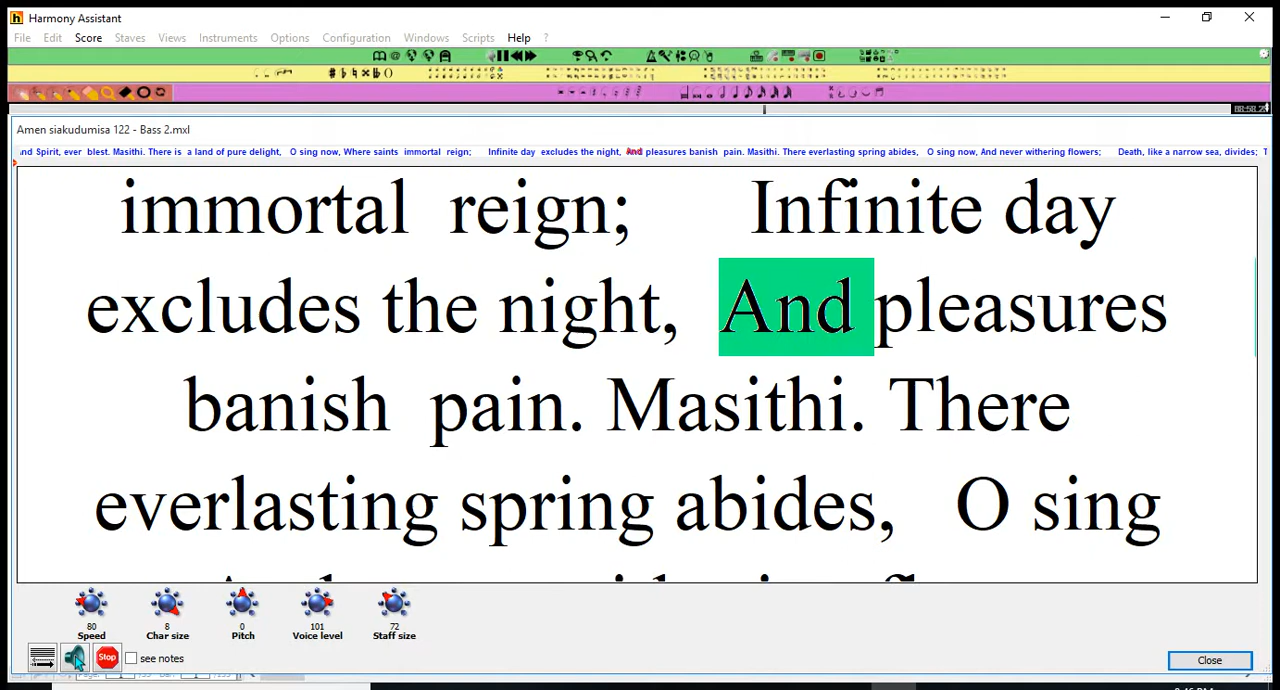 Harmony Assistant
File Edit Score Staves Views Instruments Options Configuration Windows Scripts Help ?
Amen siakudumisa 122 - Bass 2.mxl
and Spirit, ever blest. Masithi. There is a land of pure delight, O sing now, Where saints immortal reign; Infinite day excludes the night, And pleasures banish pain. Masithi. There everlasting spring abides, O sing now, And never withering flowers; Death, like a narrow sea, divides; T
immortal reign; Infinite day
excludes the night, And pleasures
banish pain. Masithi. There
everlasting spring abides, O sing
80 8 0 101 72
Speed Char size Pitch Voice level Staff size
Stop see notes Close